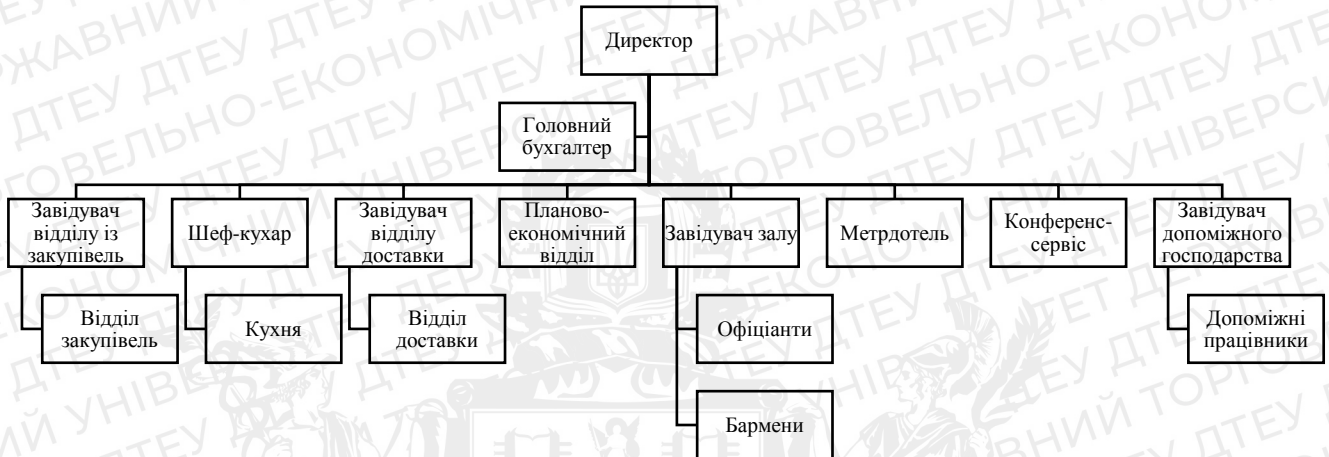 Директор
Головний
бухгалтер
Завідувач
відділу із
закупівель
Шеф-кухар
Завідувач
відділу
доставки
Планово-
економічний
відділ
Завідувач залу
Метрдотель
Конференс-
сервіс
Завідувач
допоміжного
господарства
Відділ
закупівель
Кухня
Відділ
доставки
Офіціанти
Допоміжні
працівники
Бармени